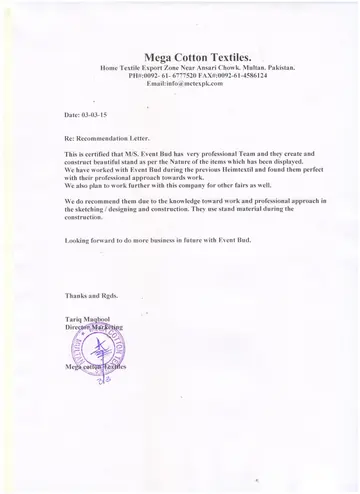 Mega Cotton Textiles.
Home Textile Export Zone Near Ansari Chowk. Multan. Pakistan.
PH#:0092- 61- 6777520 FAX#:0092-61-4586124
Email:info@mctexpk.com
Date: 03-03-15
Re: Recommendation Letter.
This is certified that M/S. Event Bud has very professional Team and they create and
construct beautiful stand as per the Nature of the items which has been displayed.
We have worked with Event Bud during the previous Heimtextil and found them perfect
with their professional approach towards work.
We also plan to work further with this company for other fairs as well.
We do recommend them due to the knowledge toward work and professional approach in
the sketching / designing and construction. They use stand material during the
construction.
Looking forward to do more business in future with Event Bud.
Thanks and Rgds.
Tariq Maqbool
Director Marketing
Mega cotton Textiles